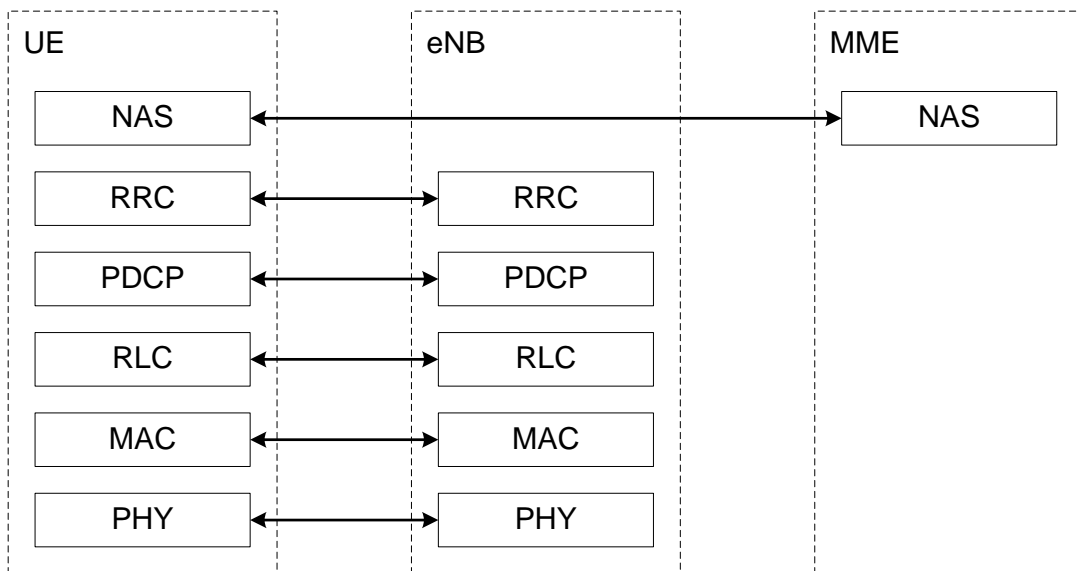 UE
eNB
MME
NAS
NAS
RRC
RRC
PDCP
PDCP
RLC
RLC
MAC
MAC
PHY
PHY